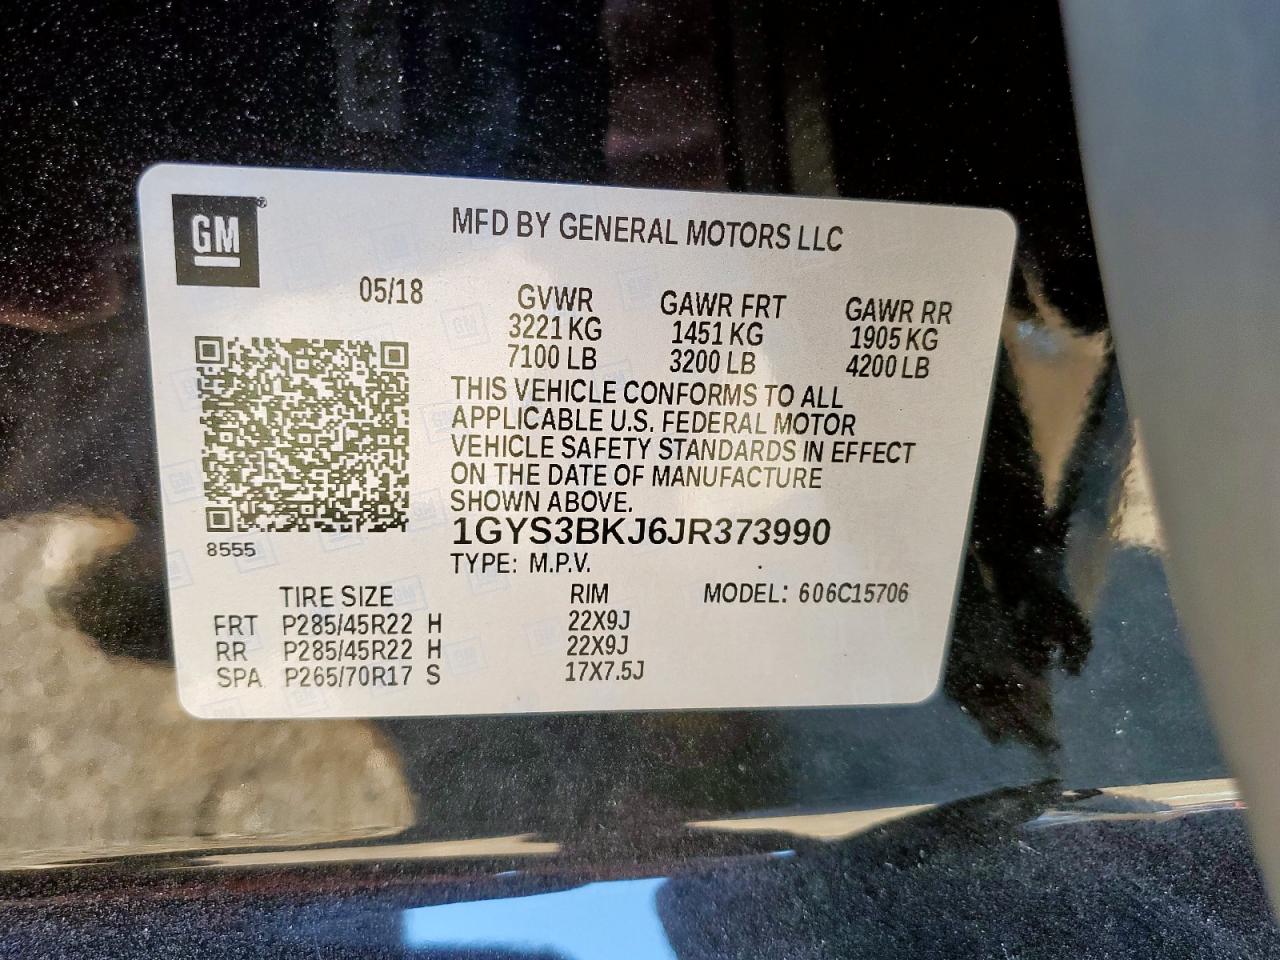 GM®
MFD BY GENERAL MOTORS LLC
05/18
GVWR GAWR FRT GAWR RR
3221 KG 1451 KG 1905 KG
7100 LB 3200 LB 4200 LB
THIS VEHICLE CONFORMS TO ALL
APPLICABLE U.S. FEDERAL MOTOR
VEHICLE SAFETY STANDARDS IN EFFECT
ON THE DATE OF MANUFACTURE
SHOWN ABOVE.
1GYS3BKJ6JR373990
8555
TYPE: M.P.V.
TIRE SIZE RIM MODEL: 606C15706
FRT P285/45R22 H 22X9J
RR P285/45R22 H 22X9J
SPA P265/70R17 S 17X7.5J